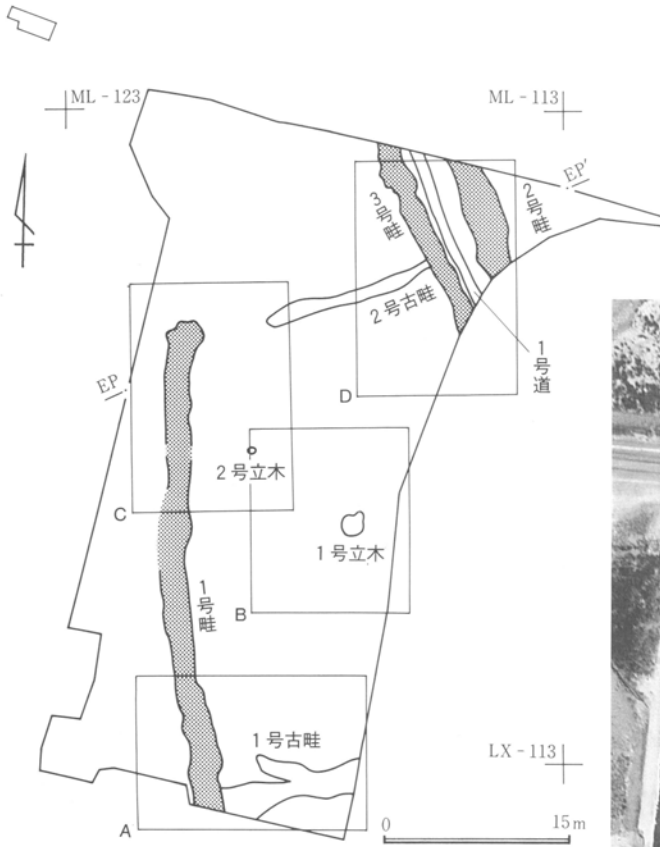 ML-123
ML-113
EP′
3号畦
2号畦
2号古畦
1号道
EP
D
2号立木
C
1号立木
B
1号畦
1号古畦
LX-113
A
0
15m